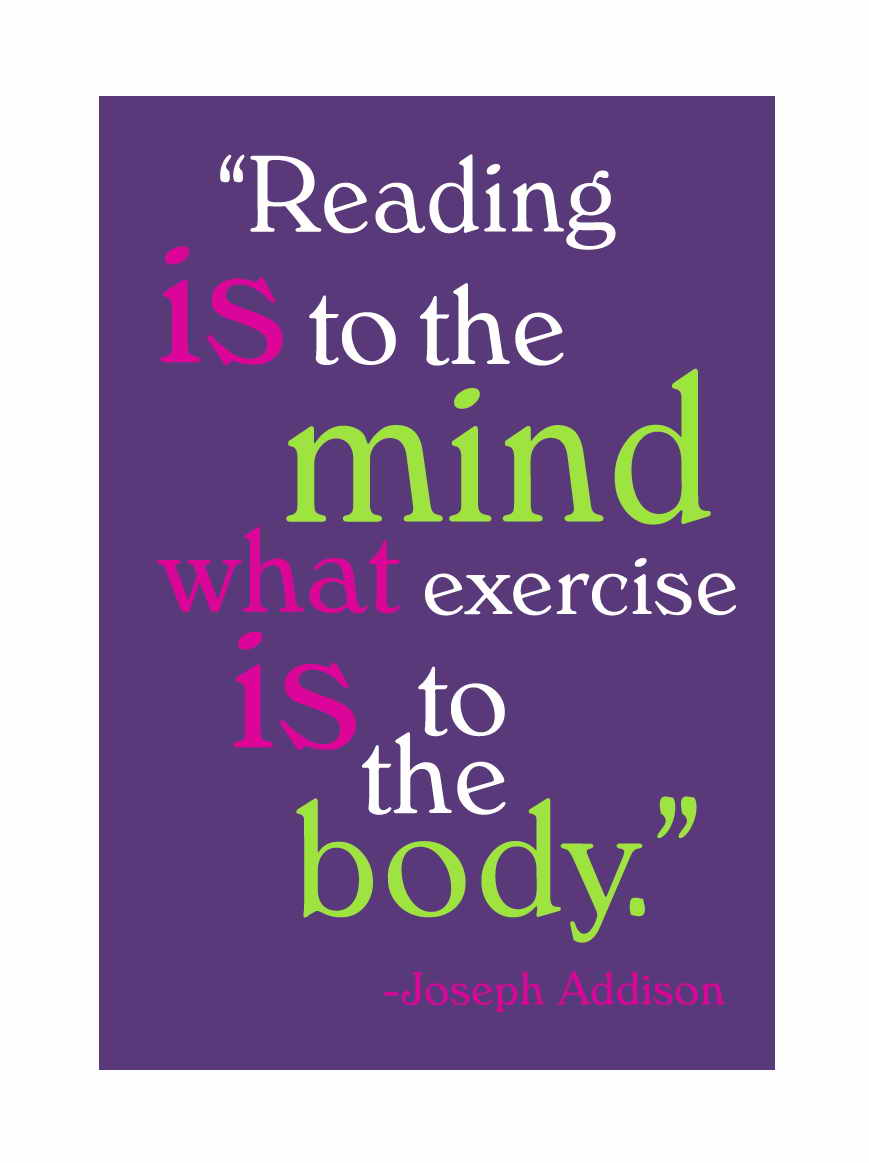 “Reading
is to the
mind
what exercise
is to
the
body.”
-Joseph Addison